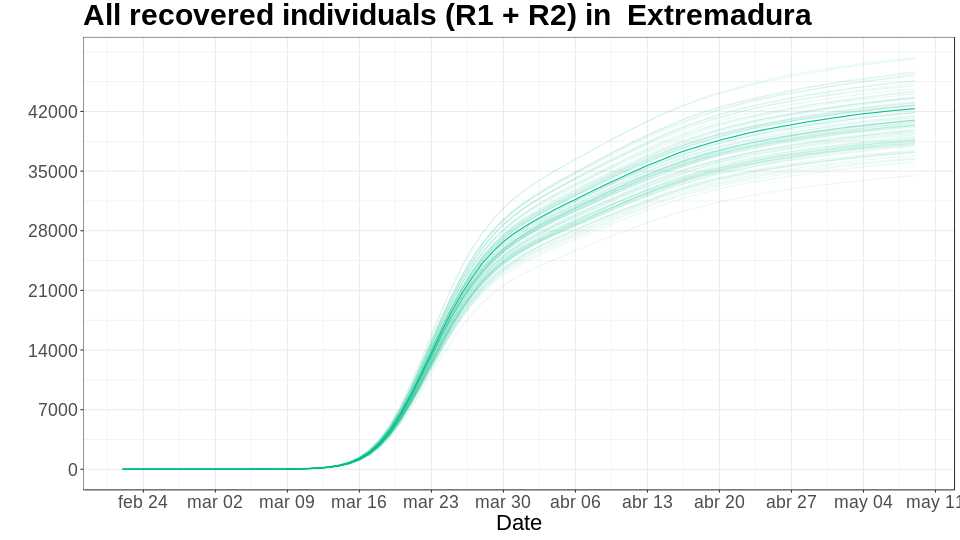 All recovered individuals (R1 + R2) in  Extremadura
42000
35000
28000
21000
14000
7000
0
feb 24 mar 02 mar 09 mar 16 mar 23 mar 30 abr 06 abr 13 abr 20 abr 27 may 04 may 11
Date